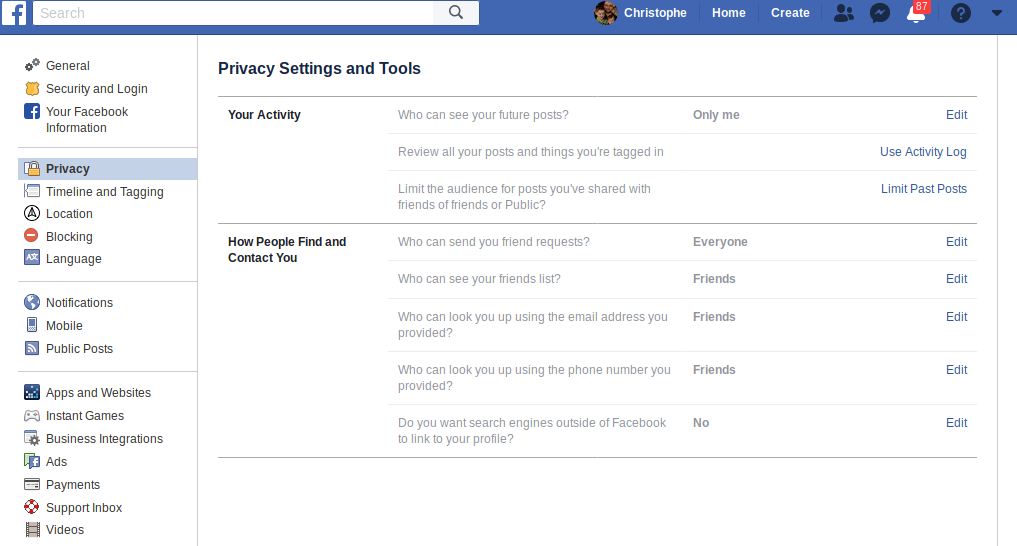 Search
Christophe Home Create 87
General
Security and Login
Your Facebook
Information
Privacy
Timeline and Tagging
Location
Blocking
Language
Notifications
Mobile
Public Posts
Apps and Websites
Instant Games
Business Integrations
Ads
Payments
Support Inbox
Videos
Privacy Settings and Tools
Your Activity Who can see your future posts? Only me Edit
Review all your posts and things you're tagged in Use Activity Log
Limit the audience for posts you've shared with Limit Past Posts
friends of friends or Public?
How People Find and Who can send you friend requests? Everyone Edit
Contact You
Who can see your friends list? Friends Edit
Who can look you up using the email address you Friends Edit
provided?
Who can look you up using the phone number you Friends Edit
provided?
Do you want search engines outside of Facebook No Edit
to link to your profile?